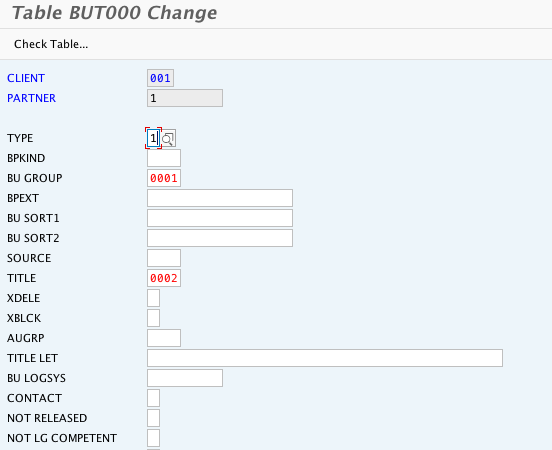 Table BUT000 Change
Check Table...
CLIENT 001
PARTNER 1
TYPE 1
BPKIND
BU GROUP 0001
BPEXT
BU SORT1
BU SORT2
SOURCE
TITLE 0002
XDELE
XBLCK
AUGRP
TITLE LET
BU LOGSYS
CONTACT
NOT RELEASED
NOT LG COMPETENT